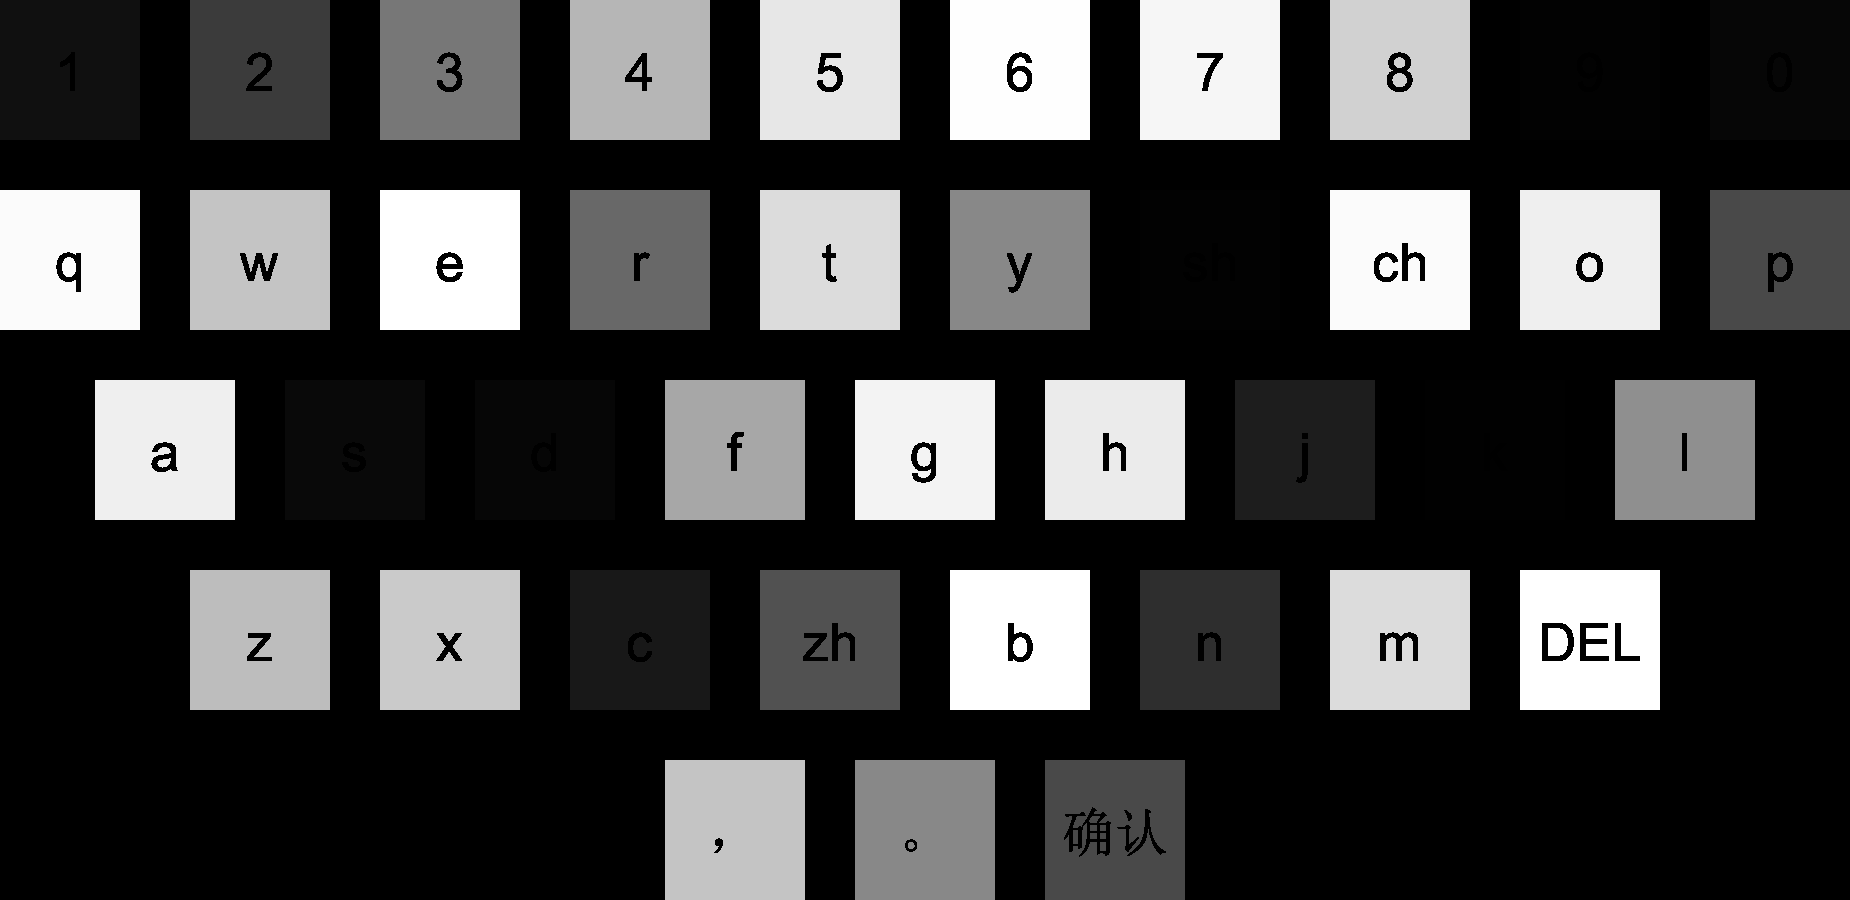 1 2 3 4 5 6 7 8 9 0
q w e r t y sh ch o p
a s d f g h j k l
z x c zh b n m DEL
， 。 确认